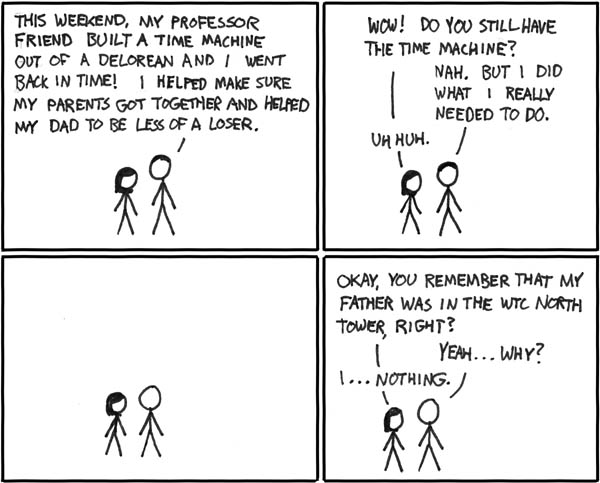 THIS WEEKEND, MY PROFESSOR
FRIEND BUILT A TIME MACHINE
OUT OF A DELOREAN AND I WENT
BACK IN TIME! I HELPED MAKE SURE
MY PARENTS GOT TOGETHER AND HELPED
MY DAD TO BE LESS OF A LOSER.
WOW! DO YOU STILL HAVE
THE TIME MACHINE?
NAH. BUT I DID
WHAT I REALLY
NEEDED TO DO.
UH HUH.
OKAY, YOU REMEMBER THAT MY
FATHER WAS IN THE WTC NORTH
TOWER, RIGHT?
YEAH... WHY?
I... NOTHING.